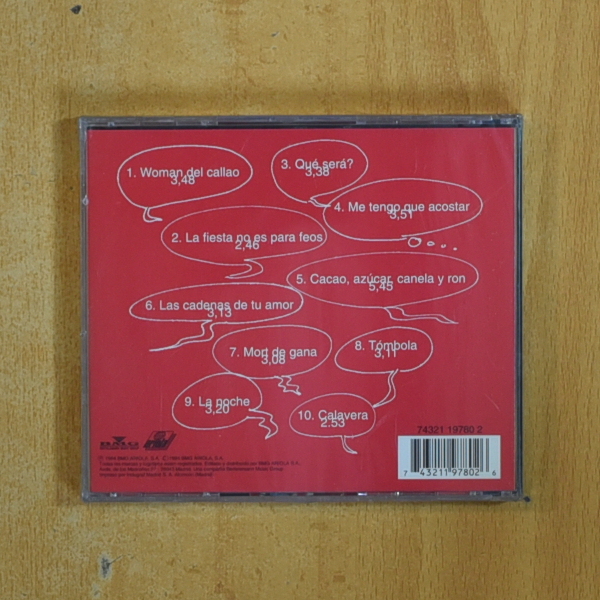 1. Woman del callao
3,48
2. La fiesta no es para feos
2,46
3. Qué será?
3,38
4. Me tengo que acostar
3,51
5. Cacao, azúcar, canela y ron
5,45
6. Las cadenas de tu amor
3,13
7. Mort de gana
3,08
8. Tómbola
3,11
9. La noche
3,20
10. Calavera
2.53
BMG
74321 19780 2
7 43211 97802 6